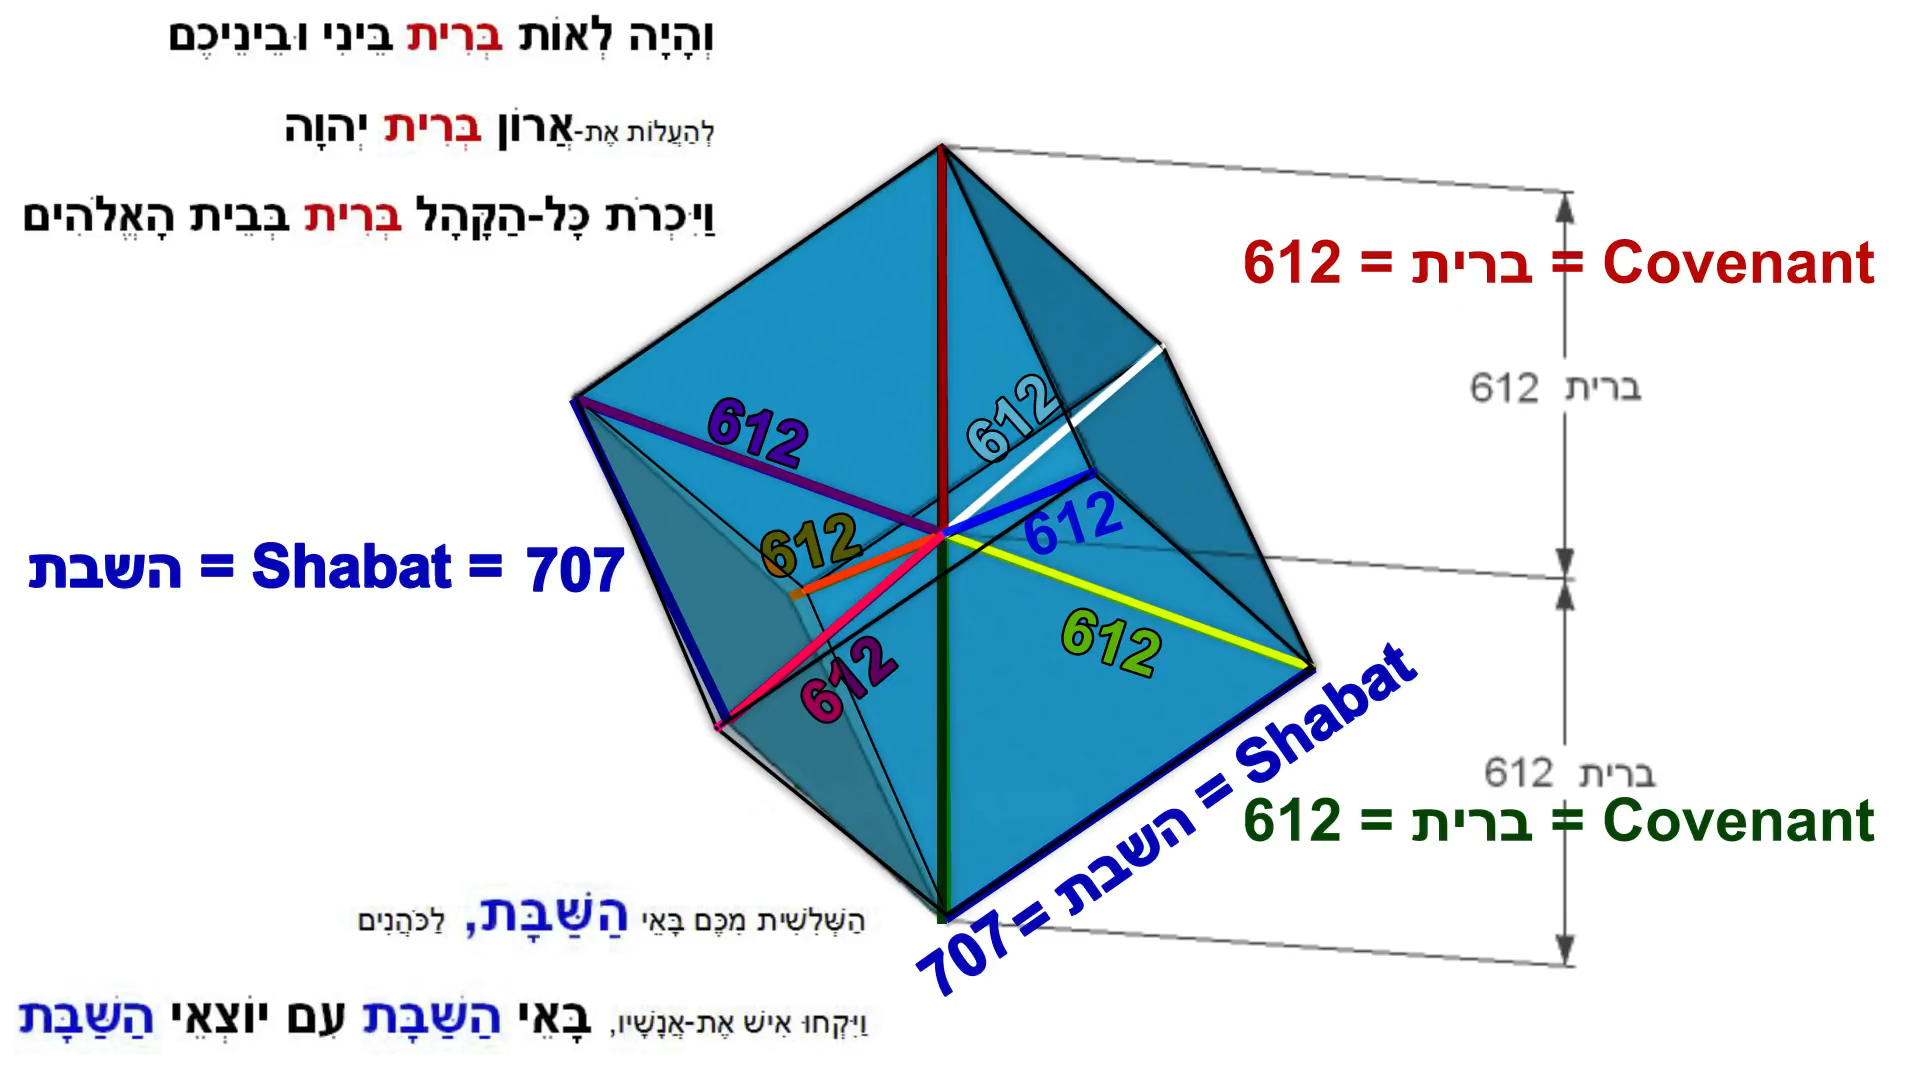 וְהָיָה לְאוֹת בְּרִית בֵּינִי וּבֵינֵיכֶם
לְהַעֲלוֹת אֶת-אֲרוֹן בְּרִית יְהוָה
וַיִּכְרֹת כָּל-הַקָּהָל בְּרִית בְּבֵית הָאֱלֹהִים
612 = ברית = Covenant
612 ברית
612
612
612
612
612
612
השבת = Shabat = 707
707 = השבת = Shabat
612 ברית
612 = ברית = Covenant
הַשְּׁלִשִׁית מִכֶּם בָּאֵי הַשַּׁבָּת, לַכֹּהֲנִים
וַיִּקְחוּ אִישׁ אֶת-אֲנָשָׁיו, בָּאֵי הַשַּׁבָּת עִם יוֹצְאֵי הַשַּׁבָּת